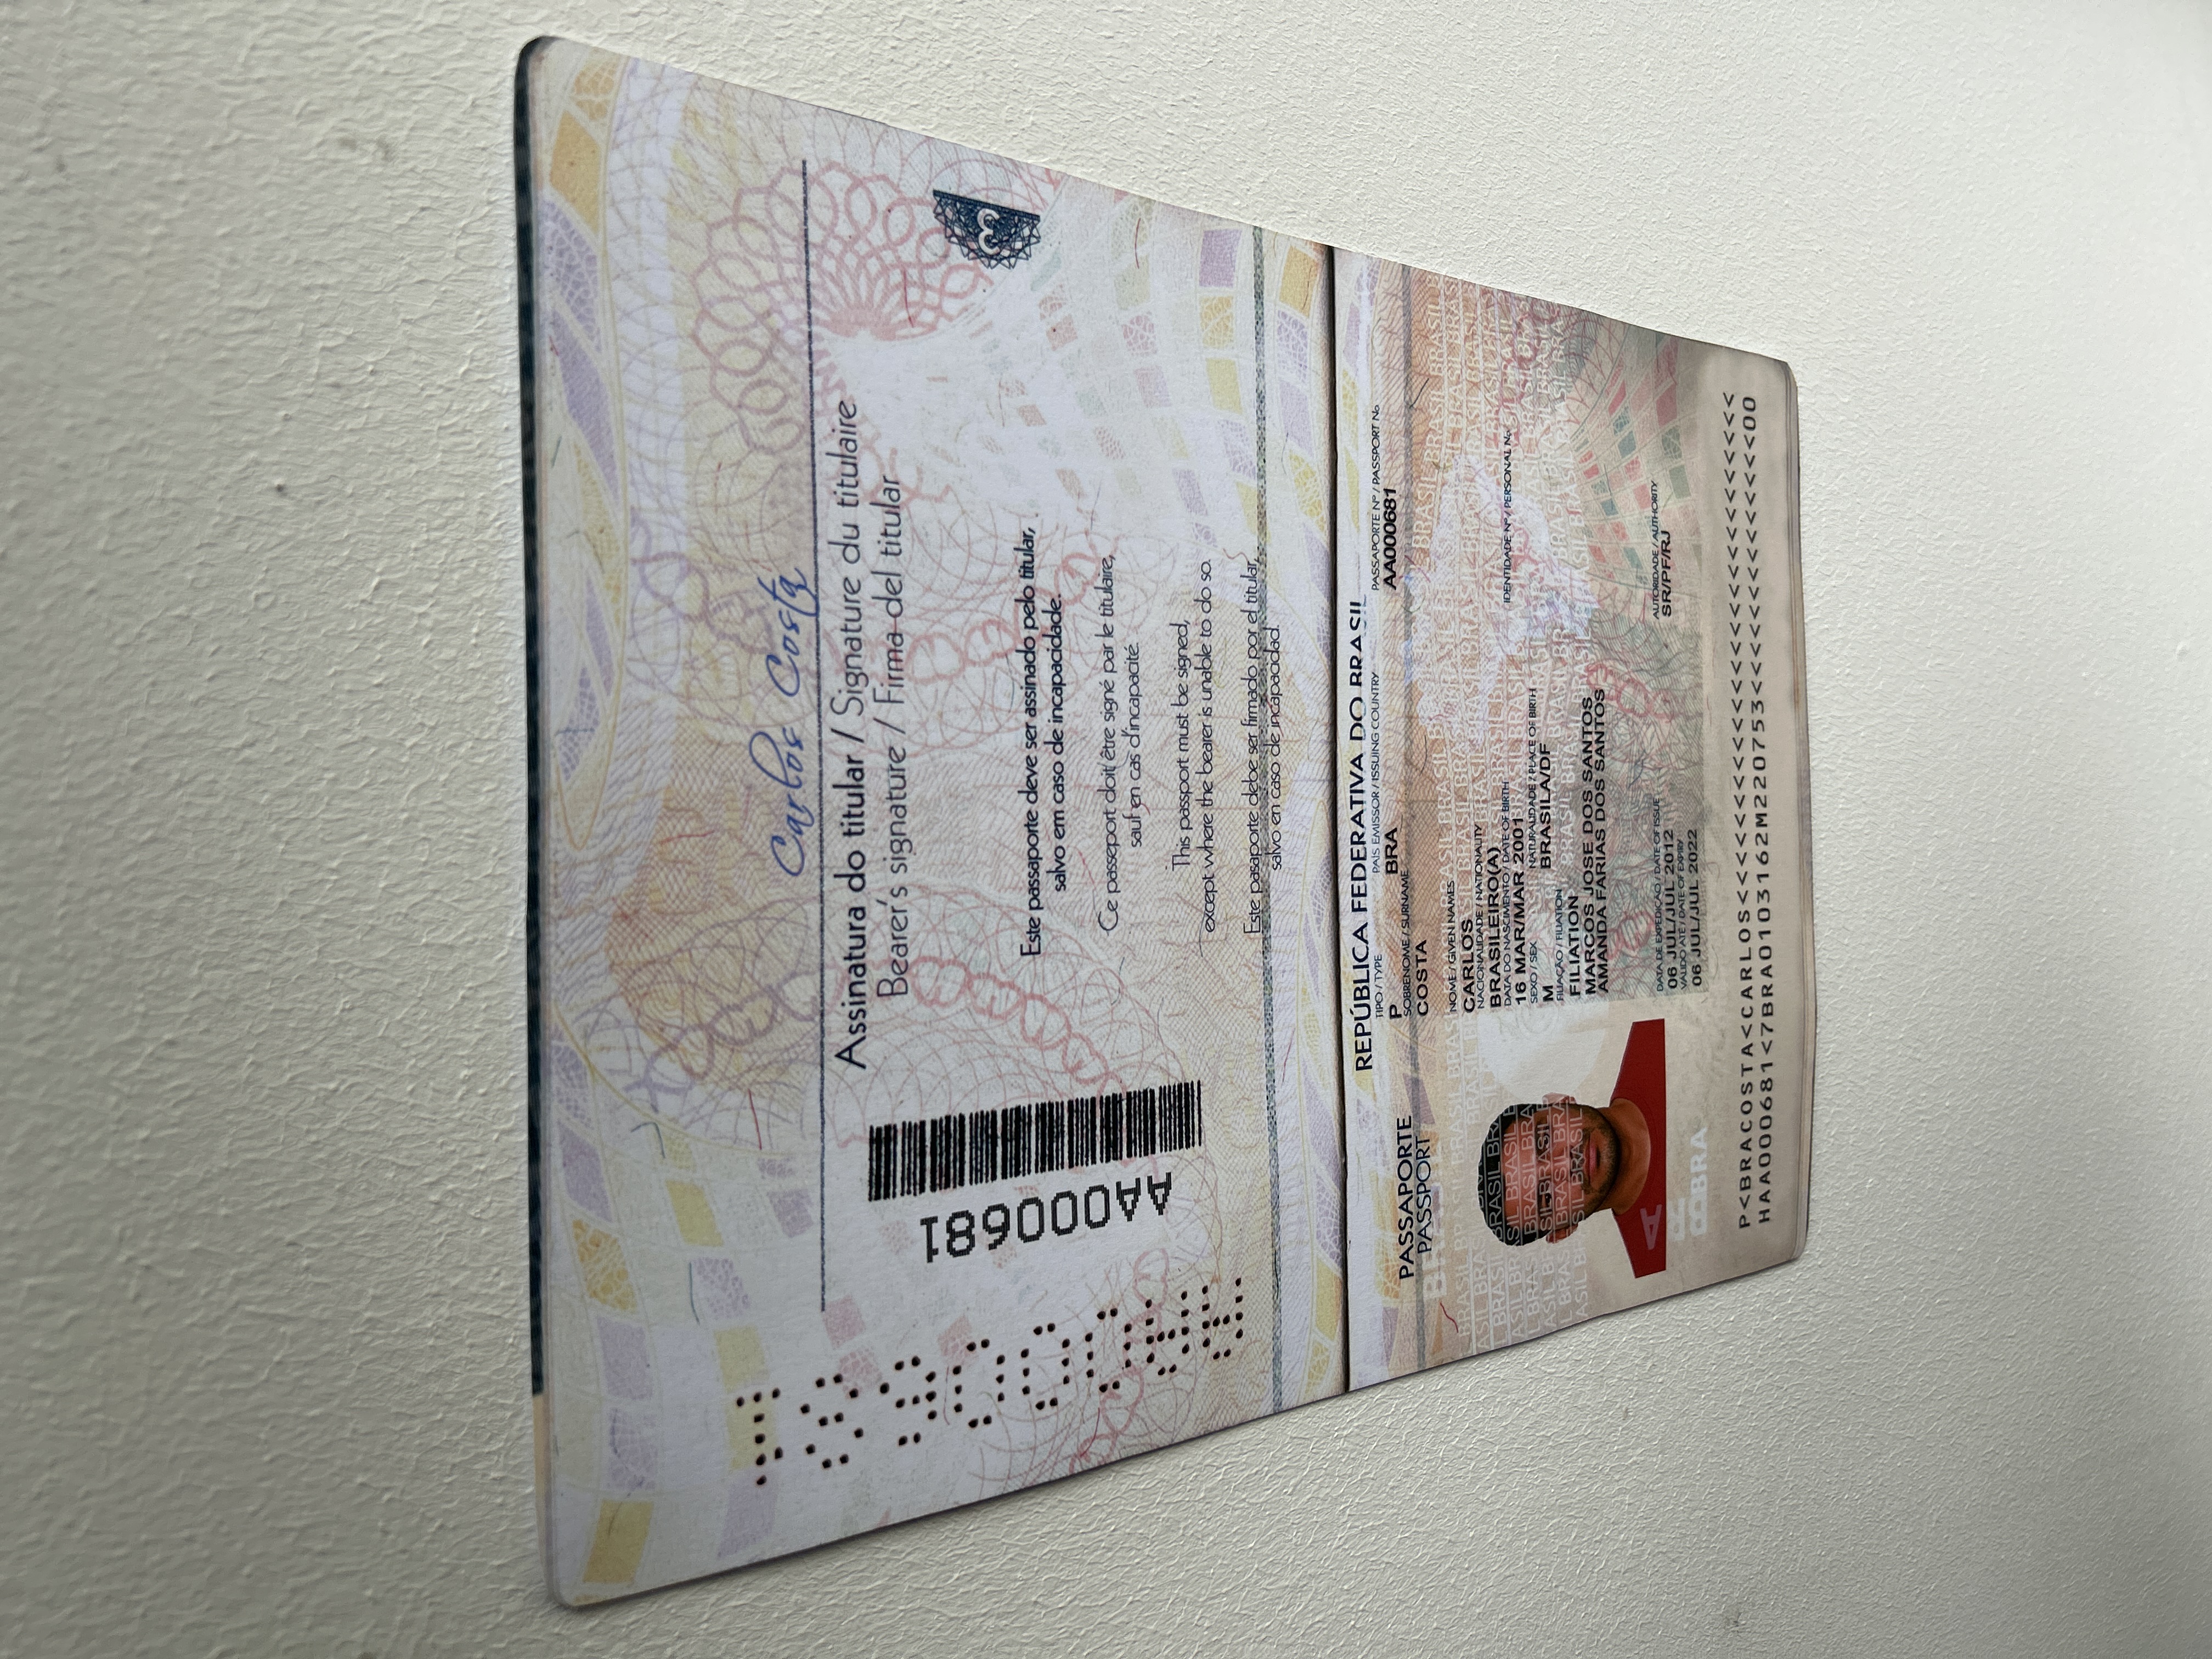 Carlos Costa
Assinatura do titular / Signature du titulaire
Bearer's signature / Firma del titular
AA000681
3
Este passaporte deve ser assinado pelo titular,
salvo em caso de incapacidade.
Ce passeport doit être signé par le titulaire,
sauf en cas d'incapacité.
This passport must be signed,
except where the bearer is unable to do so.
Este pasaporte debe ser firmado por el titular,
salvo en caso de incapacidad.
REPÚBLICA FEDERATIVA DO BRASIL
PASSAPORTE
PASSPORT
TIPO / TYPE PAÍS EMISSOR / ISSUING COUNTRY PASSAPORTE Nº / PASSPORT No
P BRA AA000681
SOBRENOME / SURNAME
COSTA
NOME / GIVEN NAMES
CARLOS
NACIONALIDADE / NATIONALITY
BRASILEIRO(A)
DATA DO NASCIMENTO / DATE OF BIRTH IDENTIDADE Nº / PERSONAL No
16 MAR/MAR 2001
SEXO / SEX NATURALIDADE / PLACE OF BIRTH
M BRASILA/DF
FILIAÇÃO / FILIATION
FILIATION
MARCOS JOSE DOS SANTOS
AMANDA FARIAS DOS SANTOS
DATA DE EXPEDIÇÃO / DATE OF ISSUE AUTORIDADE / AUTHORITY
06 JUL/JUL 2012 SR/PF/RJ
VÁLIDO ATÉ / DATE OF EXPIRY
06 JUL/JUL 2022
BRA
P<BRACOSTA<CARLOS<<<<<<<<<<<<<<<<<<<<<<<<<<<
HAA000681<7BRA0103162M220753<<<<<<<<<<<<<<00